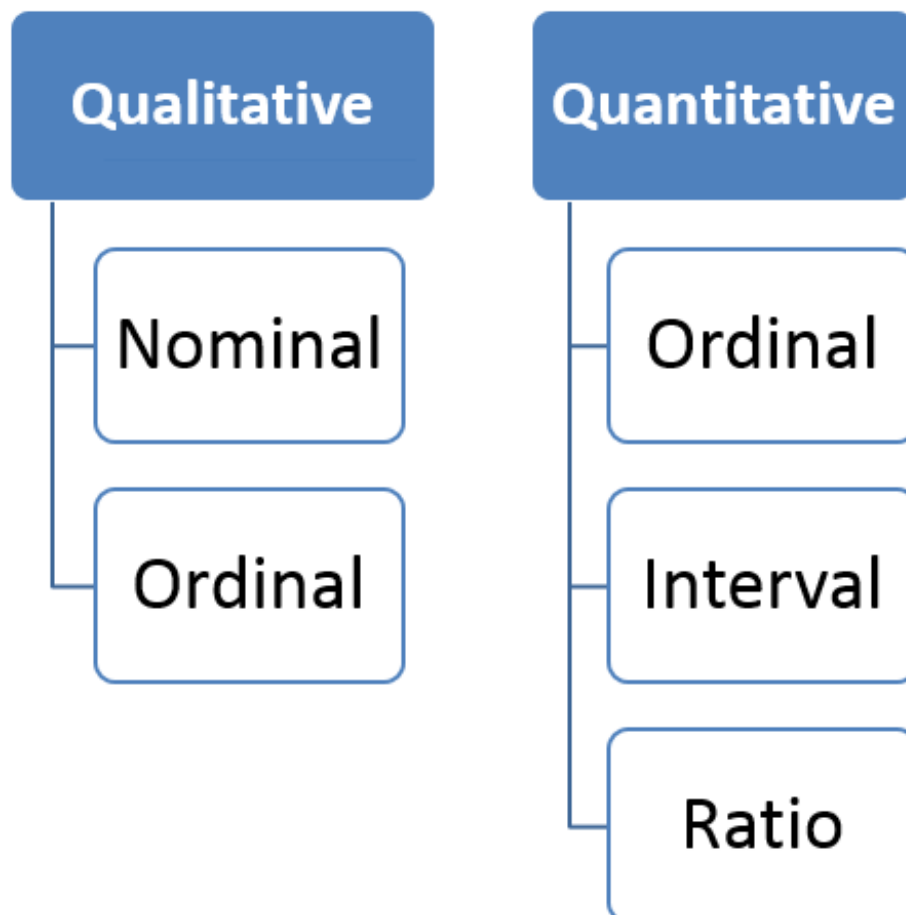 Qualitative
Nominal
Ordinal
Quantitative
Ordinal
Interval
Ratio